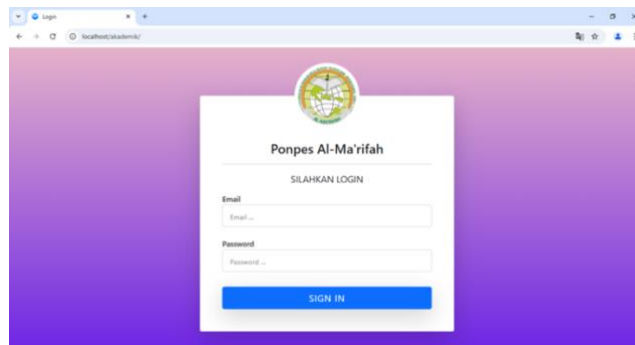 Login
localhost/akademik/
Ponpes Al-Ma'rifah
SILAHKAN LOGIN
Email
Email ...
Password
Password ...
SIGN IN